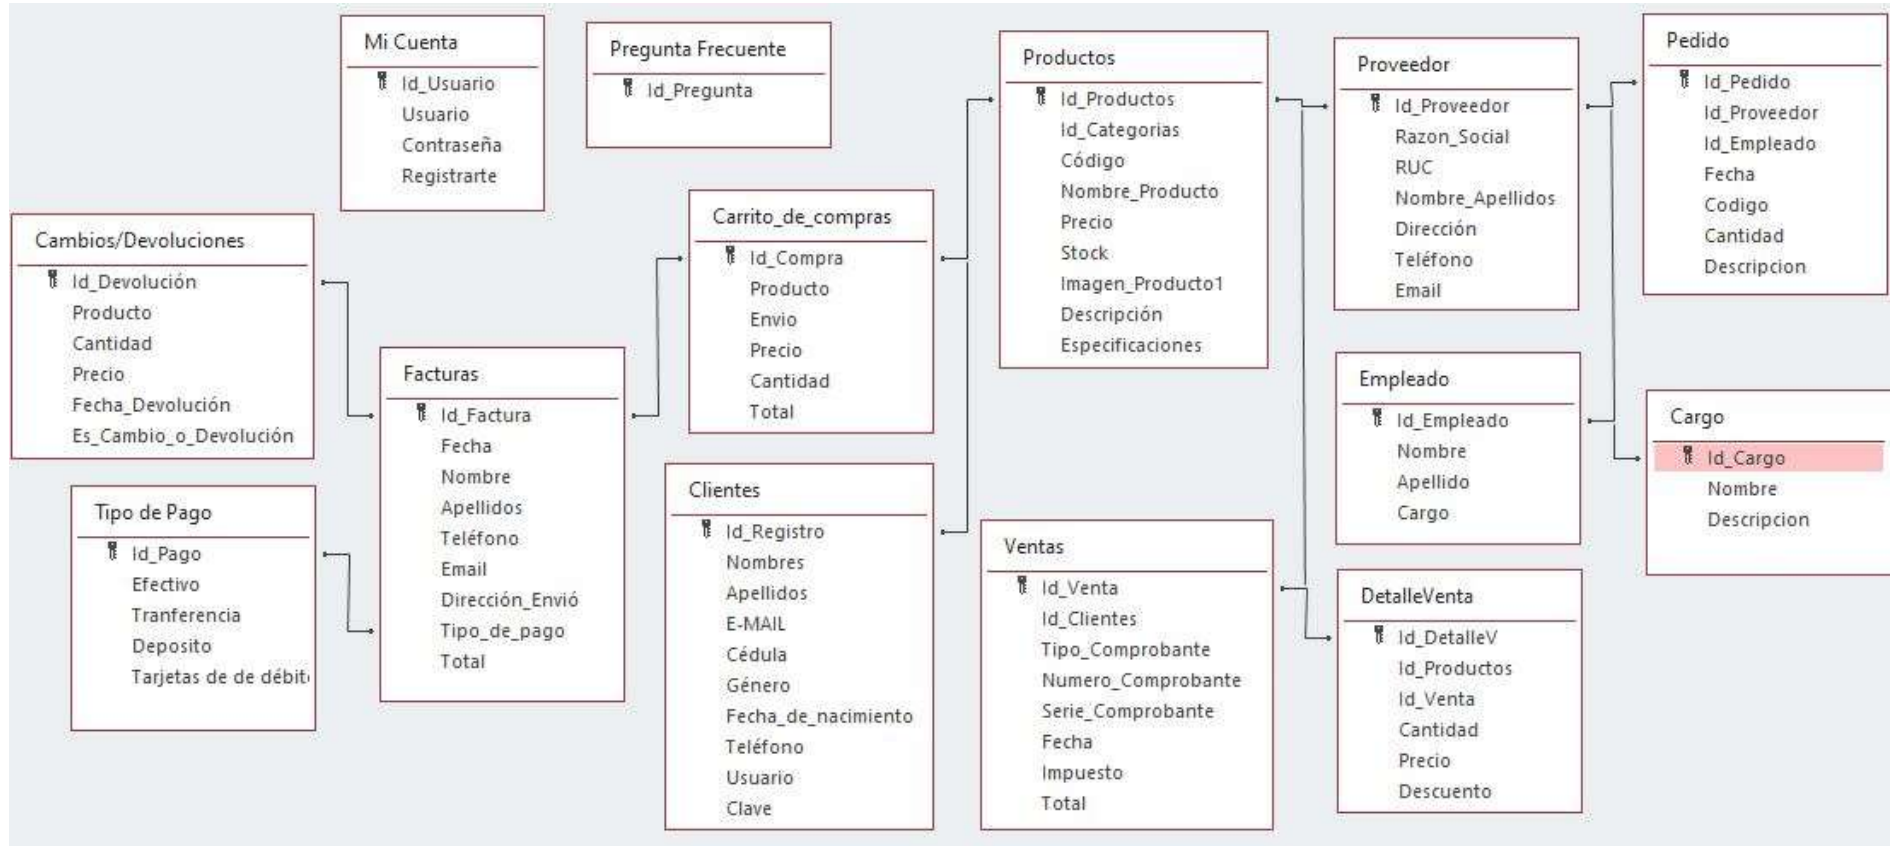 Mi Cuenta
Id_Usuario
Usuario
Contraseña
Registrarte
Pregunta Frecuente
Id_Pregunta
Productos
Id_Productos
Id_Categorias
Código
Nombre_Producto
Precio
Stock
Imagen_Producto1
Descripción
Especificaciones
Proveedor
Id_Proveedor
Razon_Social
RUC
Nombre_Apellidos
Dirección
Teléfono
Email
Pedido
Id_Pedido
Id_Proveedor
Id_Empleado
Fecha
Codigo
Cantidad
Descripcion
Cambios/Devoluciones
Id_Devolución
Producto
Cantidad
Precio
Fecha_Devolución
Es_Cambio_o_Devolución
Facturas
Id_Factura
Fecha
Nombre
Apellidos
Teléfono
Email
Dirección_Envió
Tipo_de_pago
Total
Carrito_de_compras
Id_Compra
Producto
Envio
Precio
Cantidad
Total
Empleado
Id_Empleado
Nombre
Apellido
Cargo
Cargo
Id_Cargo
Nombre
Descripcion
Tipo de Pago
Id_Pago
Efectivo
Tranferencia
Deposito
Tarjetas de de débit
Clientes
Id_Registro
Nombres
Apellidos
E-MAIL
Cédula
Género
Fecha_de_nacimiento
Teléfono
Usuario
Clave
Ventas
Id_Venta
Id_Clientes
Tipo_Comprobante
Numero_Comprobante
Serie_Comprobante
Fecha
Impuesto
Total
DetalleVenta
Id_DetalleV
Id_Productos
Id_Venta
Cantidad
Precio
Descuento